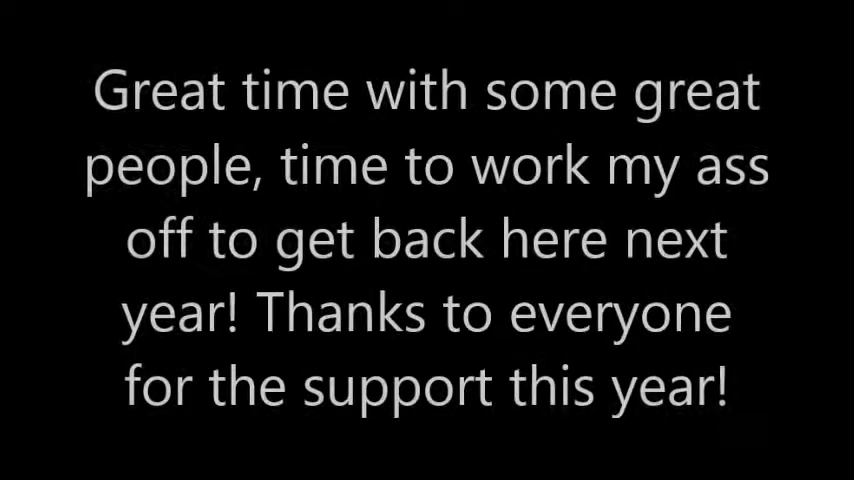 Great time with some great
people, time to work my ass
off to get back here next
year! Thanks to everyone
for the support this year!